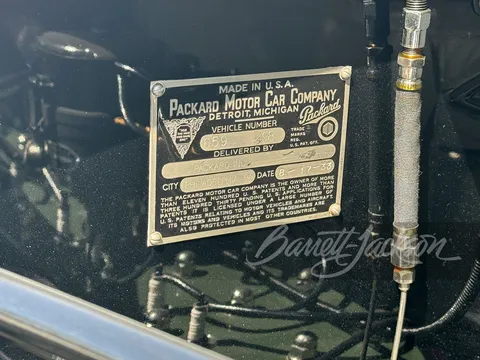 MADE IN U.S.A.
PACKARD MOTOR CAR COMPANY
DETROIT, MICHIGAN
Packard
VEHICLE NUMBER
TRADE
MARKS
REG.
U.S. PAT. OFF.
DELIVERED BY
CITY
DATE
THE PACKARD MOTOR CAR COMPANY IS THE OWNER OF MORE
THAN ELEVEN HUNDRED U.S. PATENTS AND MORE THAN
THREE HUNDRED THIRTY PENDING U.S. APPLICATIONS FOR
PATENTS IT IS LICENSED UNDER A LARGE NUMBER OF
U.S. PATENTS RELATING TO MOTOR VEHICLES AND AIRCRAFT.
ITS MOTORS AND VEHICLES AND ITS TRADEMARKS ARE
ALSO PROTECTED IN MOST OTHER COUNTRIES.
Barrett-Jackson